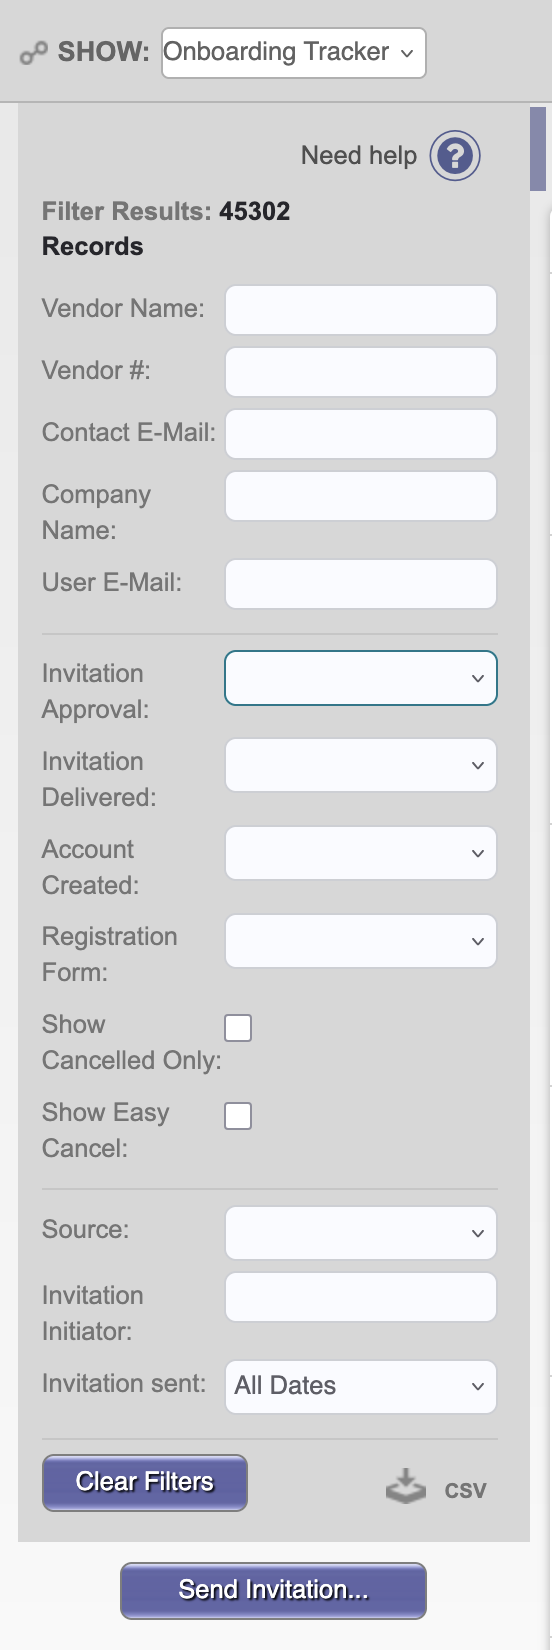 SHOW: Onboarding Tracker
Need help ?
Filter Results: 45302
Records
Vendor Name:
Vendor #:
Contact E-Mail:
Company
Name:
User E-Mail:
Invitation
Approval:
Invitation
Delivered:
Account
Created:
Registration
Form:
Show
Cancelled Only:
Show Easy
Cancel:
Source:
Invitation
Initiator:
Invitation sent: All Dates
Clear Filters CSV
Send Invitation...